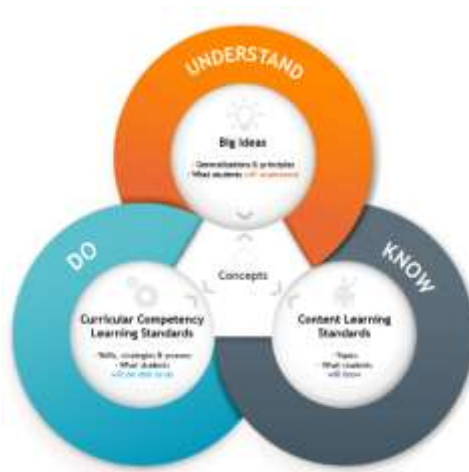 UNDERSTAND
Big Ideas
- Generalizations & principles
- What students will understand
DO
KNOW
Concepts
Curricular Competency
Learning Standards
- Skills, strategies & processes
- What students
will be able to do
Content Learning
Standards
- Topics
- What students
will know